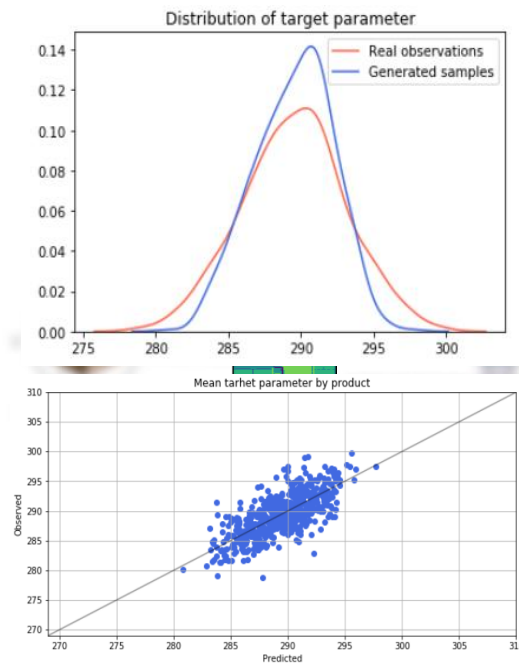 Distribution of target parameter
Real observations
Generated samples
0.14
0.12
0.10
0.08
0.06
0.04
0.02
0.00
275 280 285 290 295 300
Mean tarhet parameter by product
310
305
300
295
290
285
280
275
270
Observed
270 275 280 285 290 295 300 305 31
Predicted